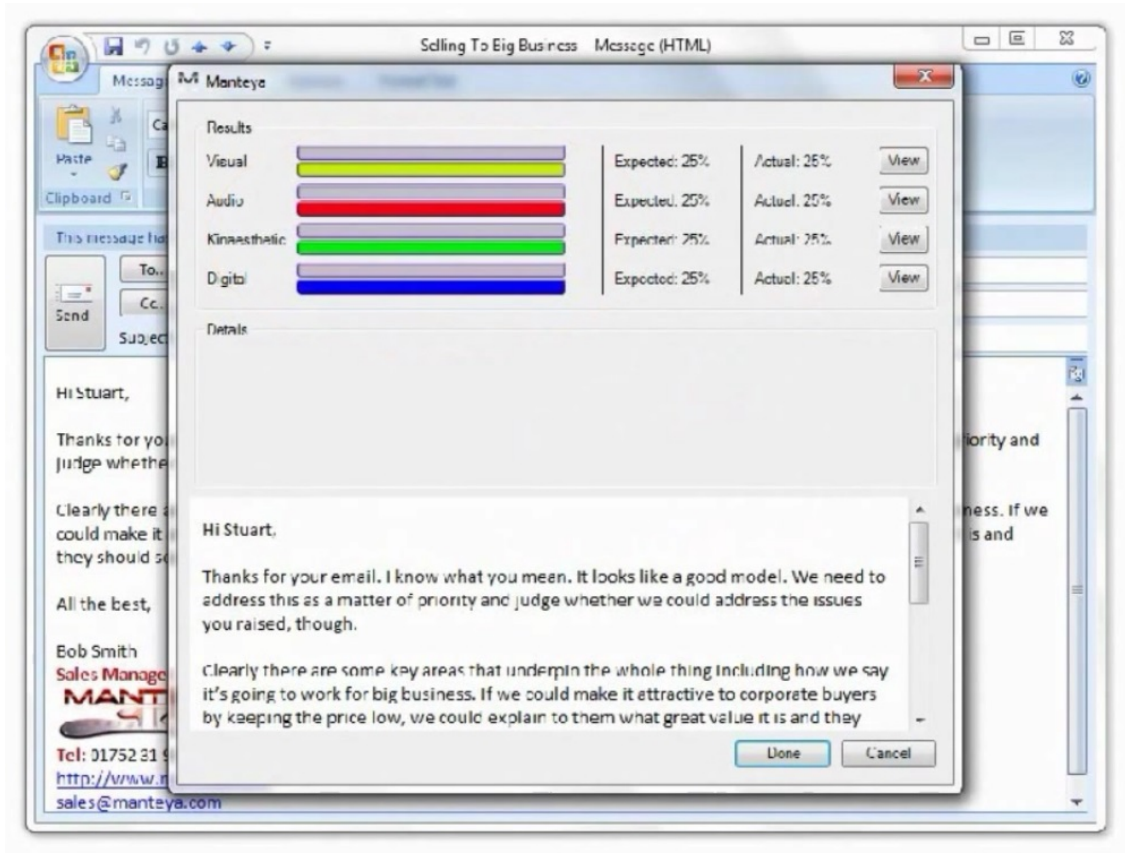 Selling To Big Business Message (HTML)
Messag
Manteya
Paste
Clipboard
This message ha
Send
To..
Cc..
Subject
Results
Visual Expected: 25% Actual: 25% View
Audio Expected: 25% Actual: 25% View
Kinaesthetic Expected: 25% Actual: 25% View
Digital Expected: 25% Actual: 25% View
Details
Hi Stuart,
Thanks for your email. I know what you mean. It looks like a good model. We need to
address this as a matter of priority and judge whether we could address the issues
you raised, though.
Clearly there are some key areas that underpin the whole thing including how we say
it's going to work for big business. If we could make it attractive to corporate buyers
by keeping the price low, we could explain to them what great value it is and they
Done Cancel
Hi Stuart,
Thanks for yo iority and
judge whethe
Clearly there ness. If we
could make it is and
they should s
All the best,
Bob Smith
Sales Manage
MANT
Tel: 01752 31
http://www.
sales@manteya.com